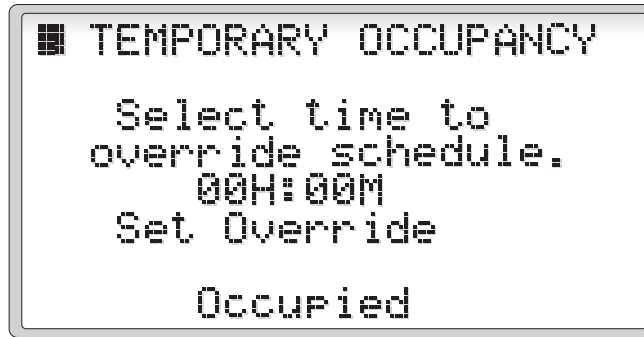 TEMPORARY OCCUPANCY
Select time to
override schedule.
00H:00M
Set Override
Occupied